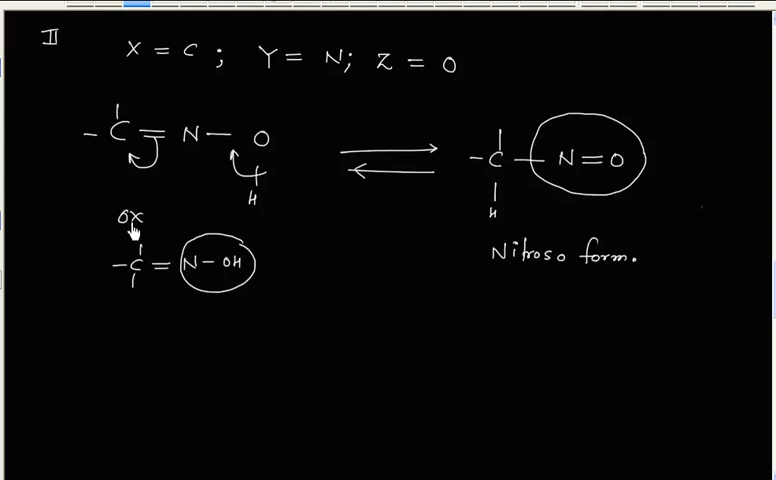 II
X = C ; Y = N; Z = O
- C = N - O ⇌ - C - N = O
H
H
OX
- C = N - OH
Nitroso form.